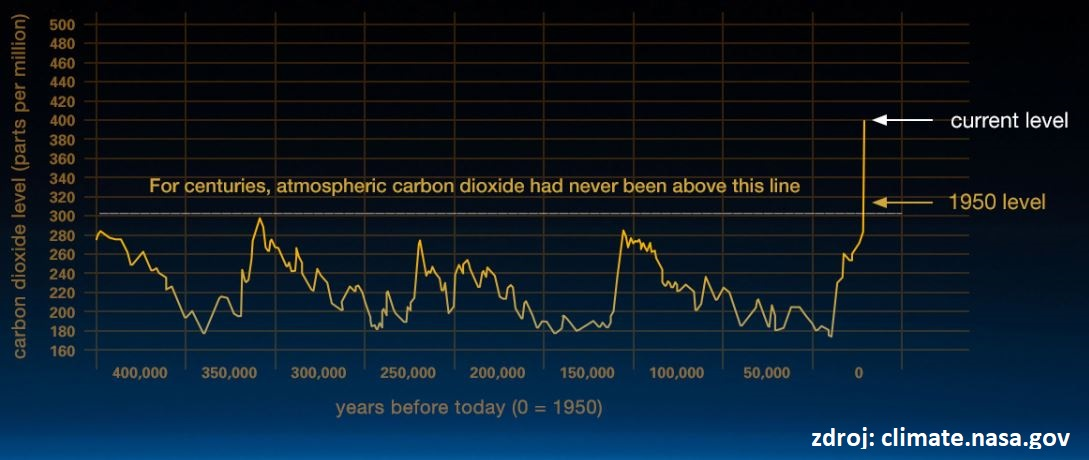 carbon dioxide level (parts per million)
500
480
460
440
420
400
380
360
340
320
300
280
260
240
220
200
180
160
For centuries, atmospheric carbon dioxide had never been above this line
current level
1950 level
400,000 350,000 300,000 250,000 200,000 150,000 100,000 50,000 0
years before today (0 = 1950)
zdroj: climate.nasa.gov